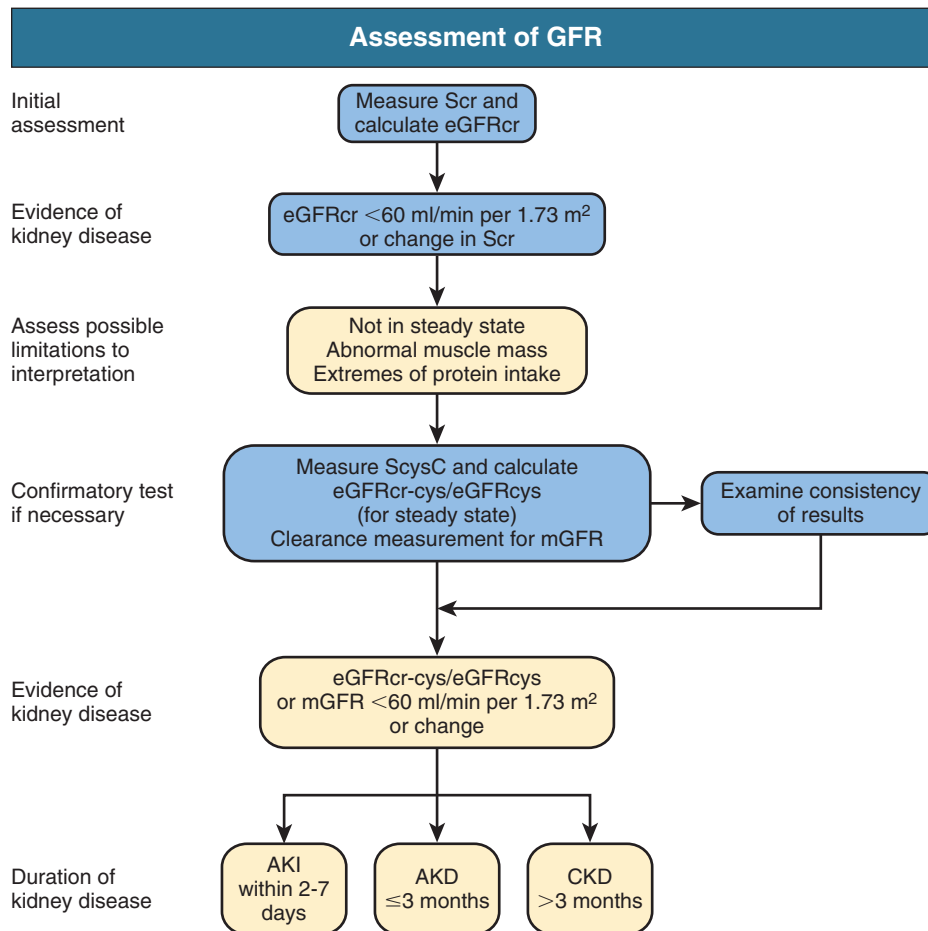 Assessment of GFR
Initial
assessment
Measure Scr and
calculate eGFRcr
Evidence of
kidney disease
eGFRcr <60 ml/min per 1.73 m²
or change in Scr
Assess possible
limitations to
interpretation
Not in steady state
Abnormal muscle mass
Extremes of protein intake
Confirmatory test
if necessary
Measure ScysC and calculate
eGFRcr-cys/eGFRcys
(for steady state)
Clearance measurement for mGFR
Examine consistency
of results
Evidence of
kidney disease
eGFRcr-cys/eGFRcys
or mGFR <60 ml/min per 1.73 m²
or change
Duration of
kidney disease
AKI
within 2-7
days
AKD
≤3 months
CKD
>3 months